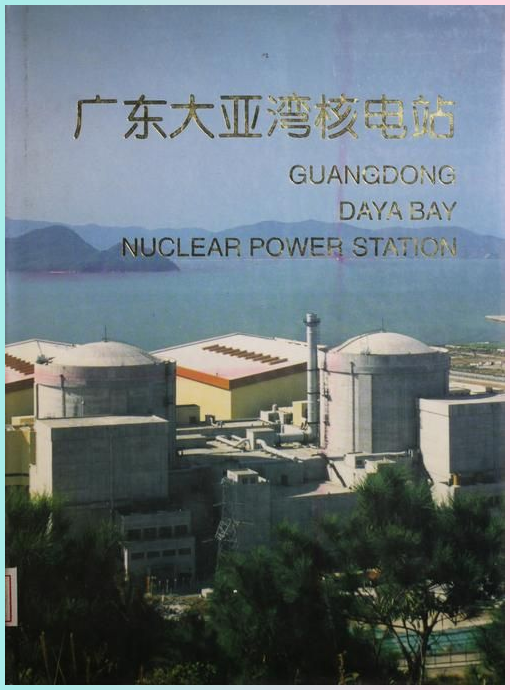 广东大亚湾核电站
GUANGDONG
DAYA BAY
NUCLEAR POWER STATION